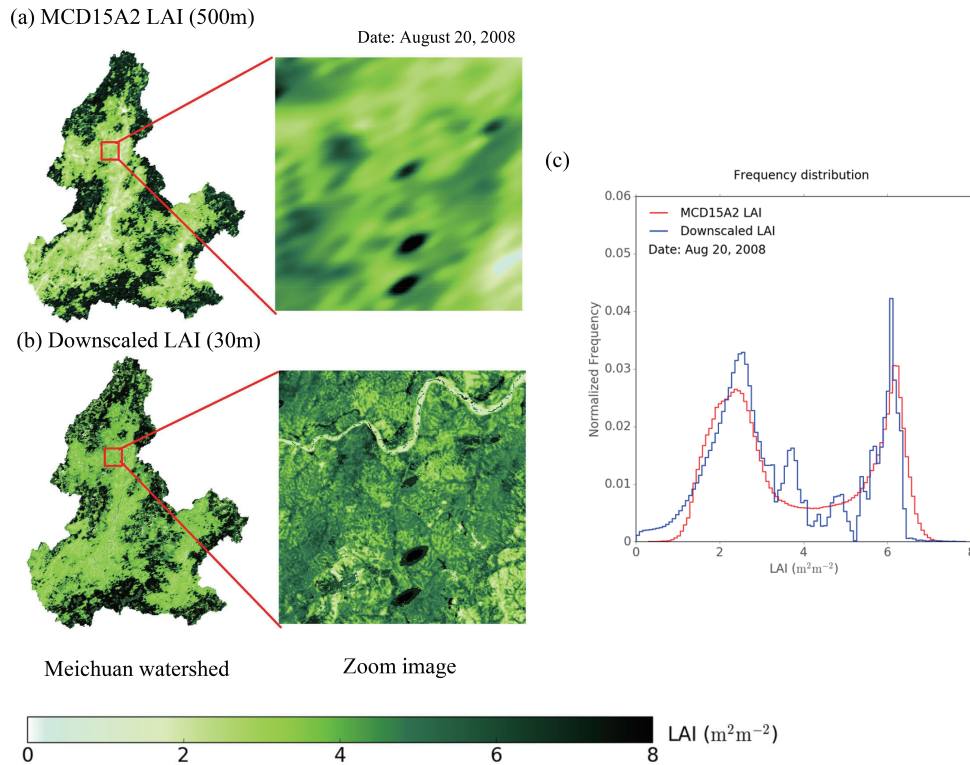 (a) MCD15A2 LAI (500m)
Date: August 20, 2008
(b) Downscaled LAI (30m)
Meichuan watershed
Zoom image
0
2
4
6
8
LAI (m²m⁻²)
(c)
Frequency distribution
0.06
0.05
0.04
0.03
0.02
0.01
0
Normalized Frequency
MCD15A2 LAI
Downscaled LAI
Date: Aug 20, 2008
0
2
4
6
8
LAI (m²m⁻²)